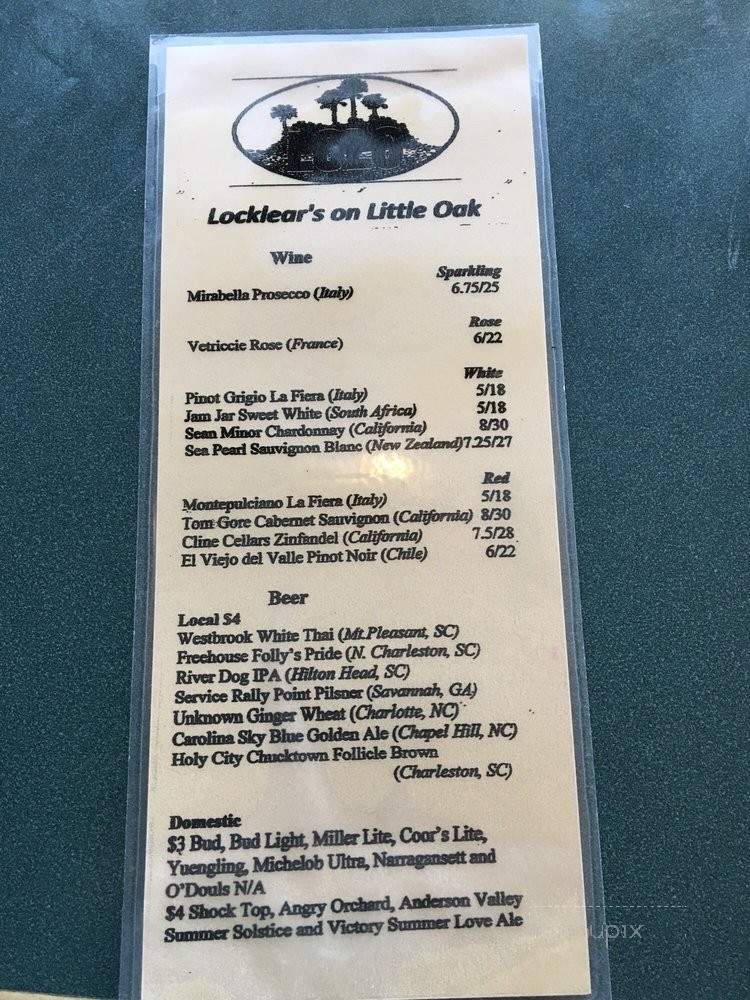 LOLO
Locklear's on Little Oak
Wine
Sparkling
Mirabella Prosecco (Italy) 6.75/25
Rose
Vetriccie Rose (France) 6/22
White
Pinot Grigio La Fiera (Italy) 5/18
Jam Jar Sweet White (South Africa) 5/18
Sean Minor Chardonnay (California) 8/30
Sea Pearl Sauvignon Blanc (New Zealand) 7.25/27
Red
Montepulciano La Fiera (Italy) 5/18
Tom Gore Cabernet Sauvignon (California) 8/30
Cline Cellars Zinfandel (California) 7.5/28
El Viejo del Valle Pinot Noir (Chile) 6/22
Beer
Local $4
Westbrook White Thai (Mt.Pleasant, SC)
Freehouse Folly's Pride (N. Charleston, SC)
River Dog IPA (Hilton Head, SC)
Service Rally Point Pilsner (Savannah, GA)
Unknown Ginger Wheat (Charlotte, NC)
Carolina Sky Blue Golden Ale (Chapel Hill, NC)
Holy City Chucktown Follicle Brown
(Charleston, SC)
Domestic
$3 Bud, Bud Light, Miller Lite, Coor's Lite,
Yuengling, Michelob Ultra, Narragansett and
O'Douls N/A
$4 Shock Top, Angry Orchard, Anderson Valley
Summer Solstice and Victory Summer Love Ale